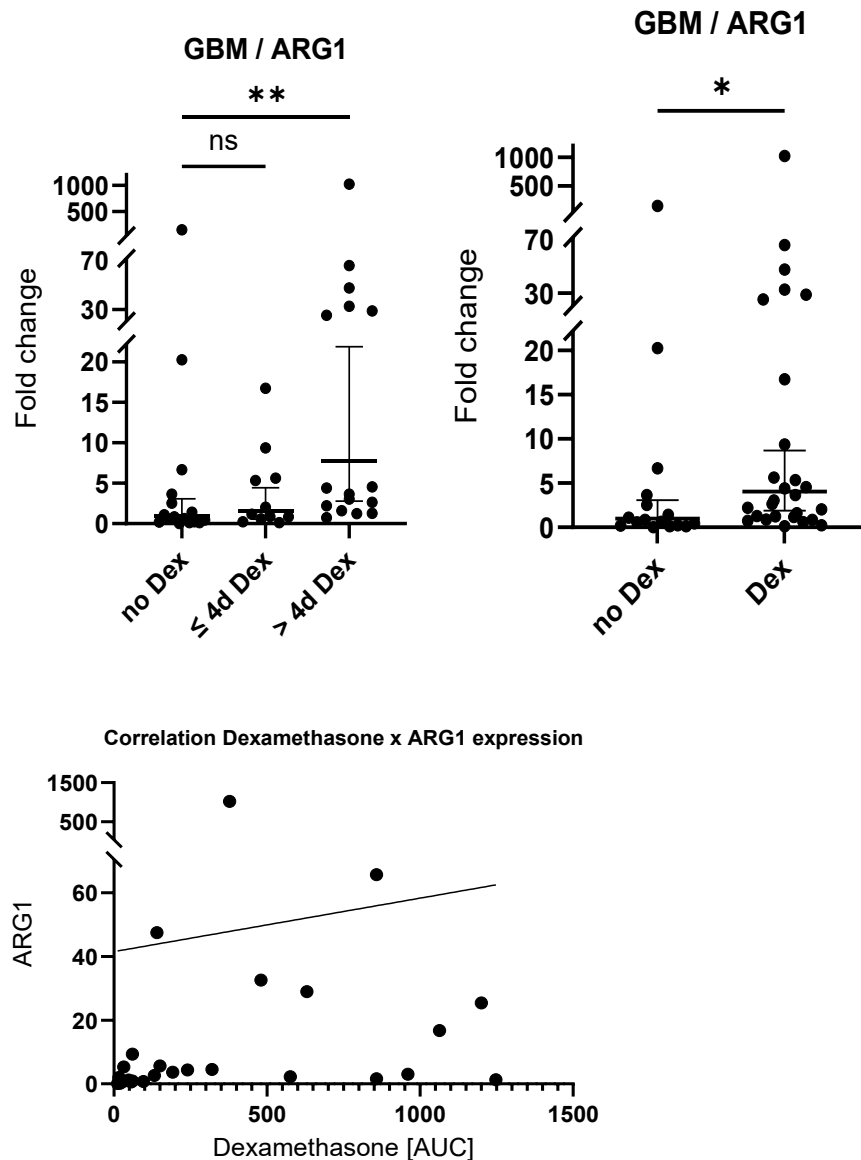 GBM / ARG1
**
ns
Fold change
1000
500
70
30
20
15
10
5
0
no Dex
≤ 4d Dex
> 4d Dex
GBM / ARG1
*
Fold change
1000
500
70
30
20
15
10
5
0
no Dex
Dex
Correlation Dexamethasone x ARG1 expression
ARG1
1500
500
60
40
20
0
0 500 1000 1500
Dexamethasone [AUC]